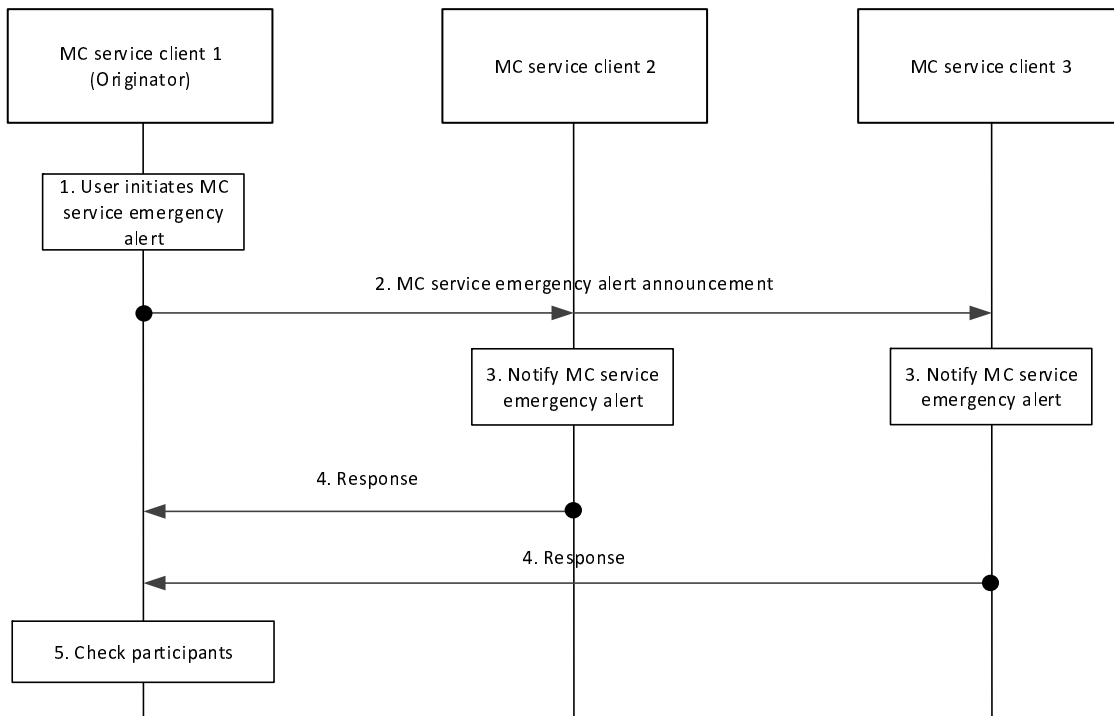 MC service client 1
(Originator)
MC service client 2
MC service client 3
1. User initiates MC
service emergency
alert
2. MC service emergency alert announcement
3. Notify MC service
emergency alert
3. Notify MC service
emergency alert
4. Response
4. Response
5. Check participants